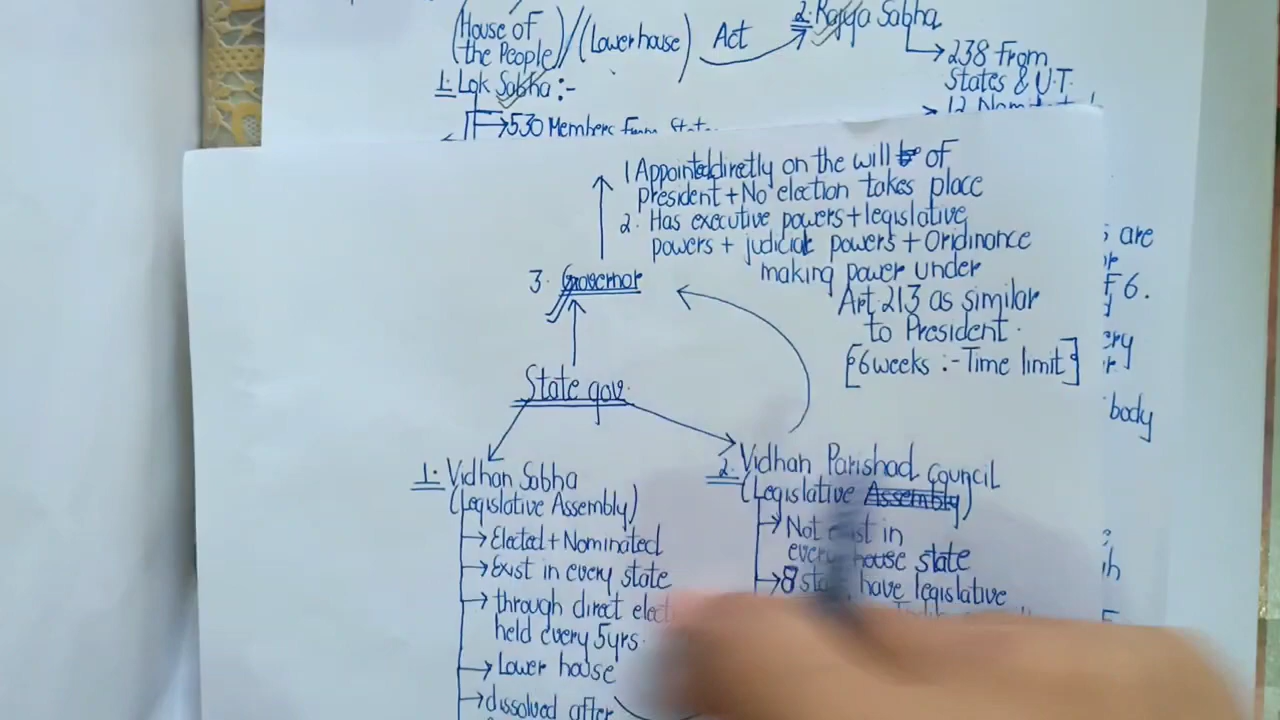 (House of the People)/(Lower house) Act
2. Rajya Sabha
→238 From
States & U.T.
1. Lok Sabha :-
→530 Members From
1 Appointed directly on the will of
President + No election takes place
2. Has executive powers + legislative
powers + judicial powers + Oridinonce
making power under
Art 213 as similar
to President.
[6 weeks :- Time limit]
3. Governor
State gov.
1. Vidhan Sabha
(Legislative Assembly)
→Elected + Nominated
→Exist in every state
→through direct
held every 5yrs.
→Lower house
→dissolved after
2. Vidhan Parishad
Council
(Legislative Assembly)
→Not in
house state
→8 have legislative
are
F 6.
body